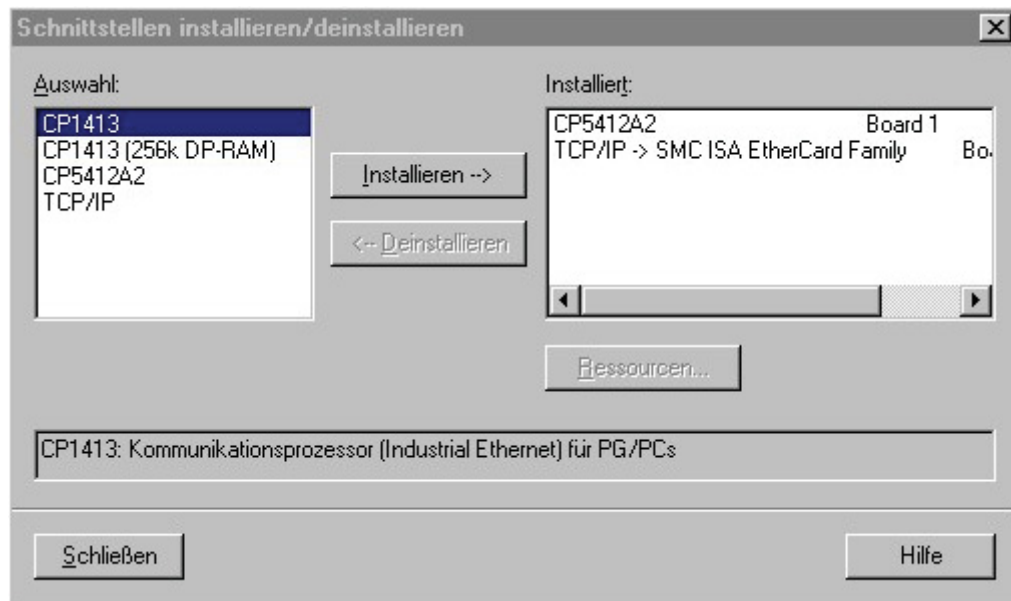 Schnittstellen installieren/deinstallieren
Auswahl:
CP1413
CP1413 (256k DP-RAM)
CP5412A2
TCP/IP
Installieren -->
<-- Deinstallieren
Installiert:
CP5412A2 Board 1
TCP/IP -> SMC ISA EtherCard Family Boa
Ressourcen...
CP1413: Kommunikationsprozessor (Industrial Ethernet) für PG/PCs
Schließen
Hilfe